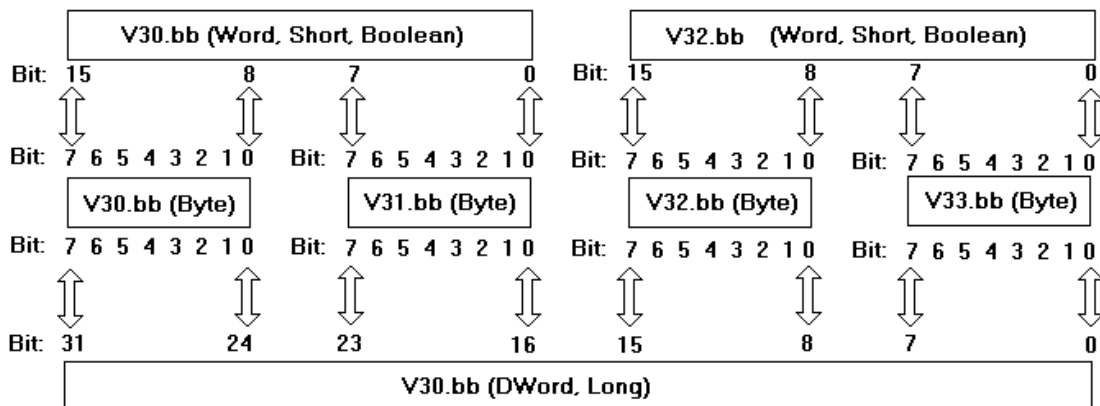 V30.bb (Word, Short, Boolean) V32.bb (Word, Short, Boolean)
Bit: 15 8 7 0 Bit: 15 8 7 0
Bit: 7 6 5 4 3 2 1 0 Bit: 7 6 5 4 3 2 1 0 Bit: 7 6 5 4 3 2 1 0 Bit: 7 6 5 4 3 2 1 0
V30.bb (Byte) V31.bb (Byte) V32.bb (Byte) V33.bb (Byte)
Bit: 7 6 5 4 3 2 1 0 Bit: 7 6 5 4 3 2 1 0 Bit: 7 6 5 4 3 2 1 0 Bit: 7 6 5 4 3 2 1 0
Bit: 31 24 23 16 15 8 7 0
V30.bb (DWord, Long)